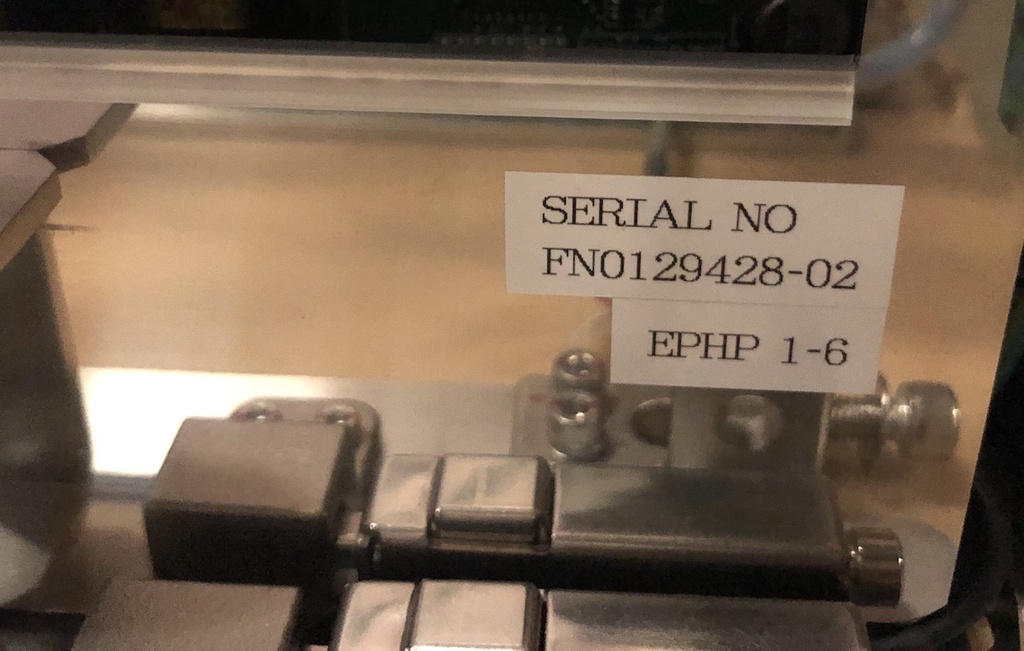 SERIAL NO
FN0129428-02
EPHP 1-6